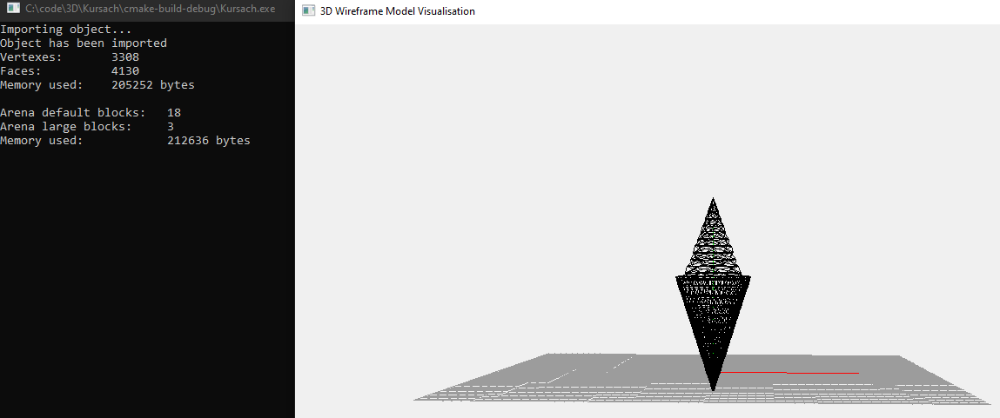 C:\code\3D\Kursach\cmake-build-debug\Kursach.exe
3D Wireframe Model Visualisation
Importing object...
Object has been imported
Vertexes:       3308
Faces:          4130
Memory used:    205252 bytes
Arena default blocks:   18
Arena large blocks:     3
Memory used:            212636 bytes